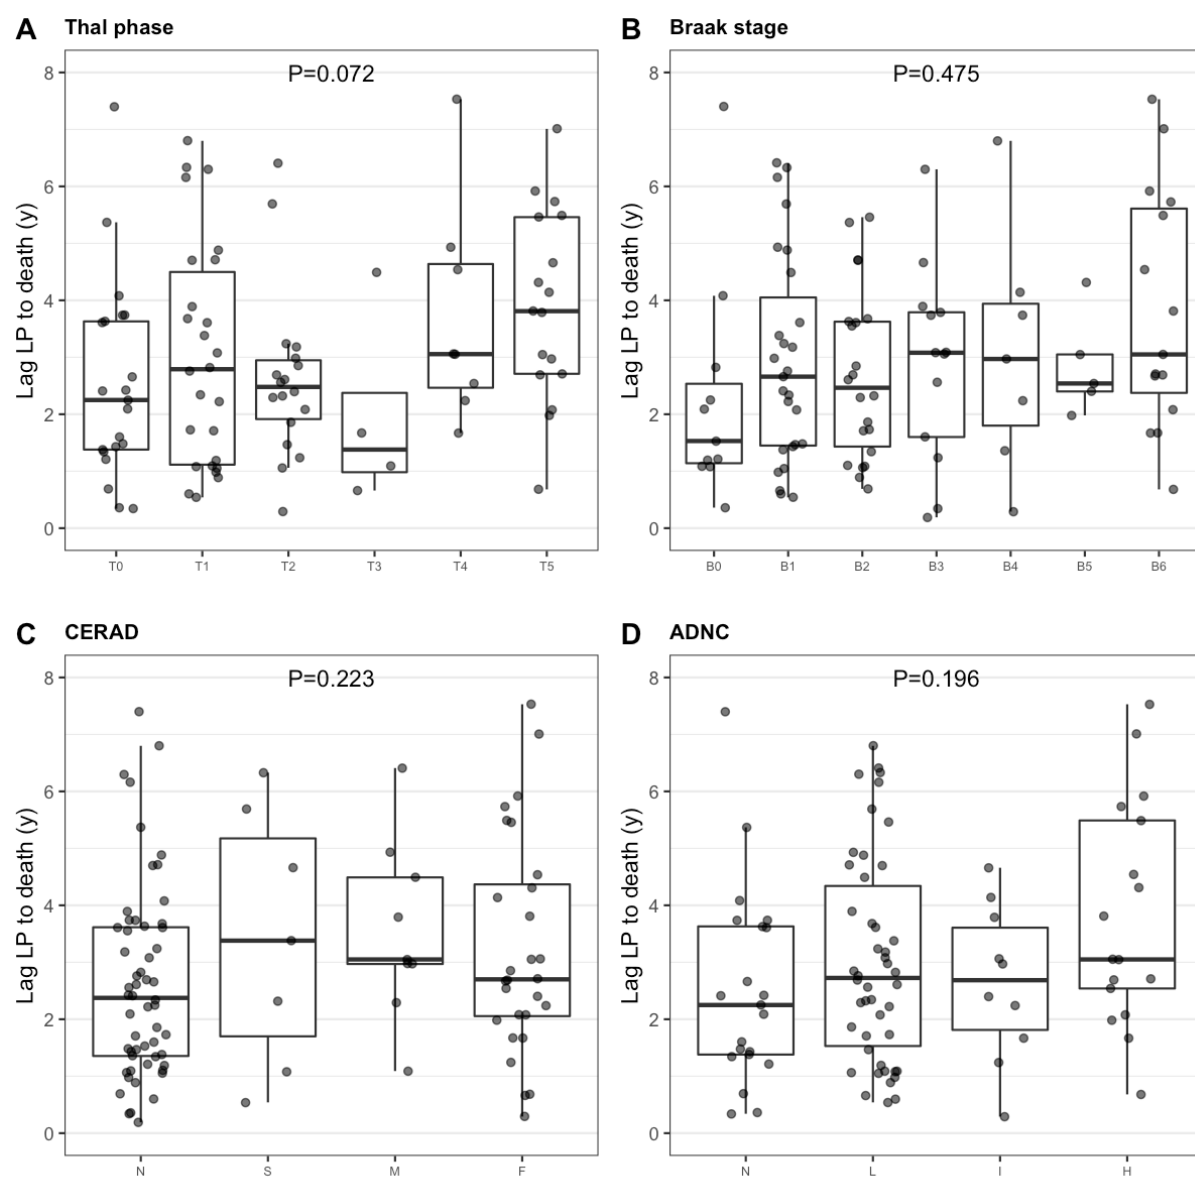 A Thal phase
P=0.072
Lag LP to death (y)
8
6
4
2
0
T0 T1 T2 T3 T4 T5
B Braak stage
P=0.475
Lag LP to death (y)
8
6
4
2
0
B0 B1 B2 B3 B4 B5 B6
C CERAD
P=0.223
Lag LP to death (y)
8
6
4
2
0
N S M F
D ADNC
P=0.196
Lag LP to death (y)
8
6
4
2
0
N L I H